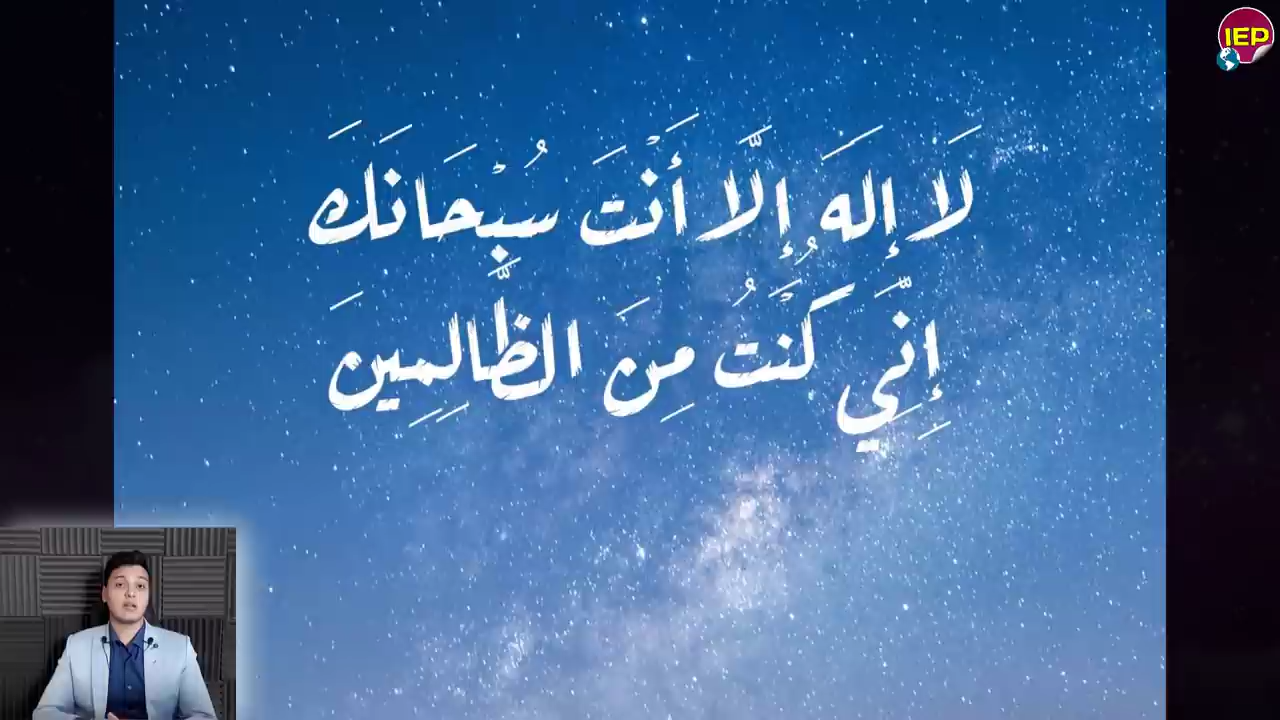 لَا إِلَهَ إِلَّا أَنْتَ سُبْحَانَكَ
إِنِّي كُنْتُ مِنَ الظَّالِمِينَ
IEP